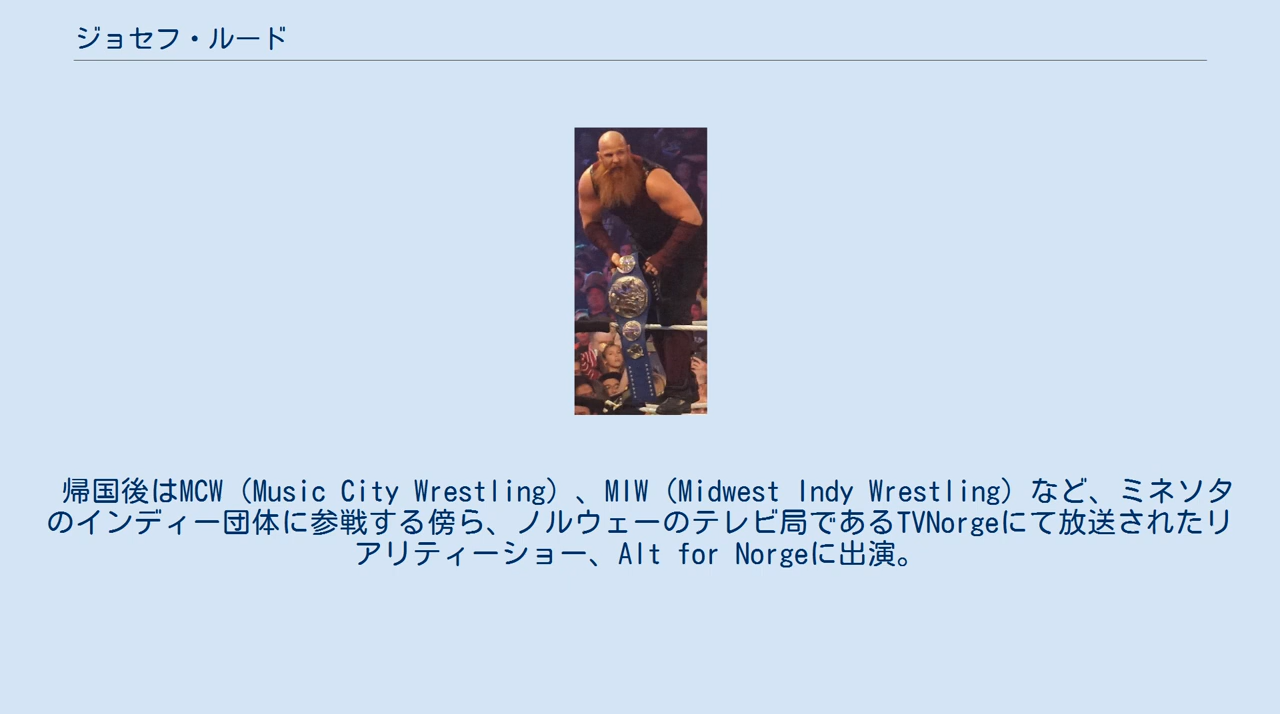 ジョセフ・ルード
帰国後はMCW（Music City Wrestling）、MIW（Midwest Indy Wrestling）など、ミネソタ
のインディー団体に参戦する傍ら、ノルウェーのテレビ局であるTVNorgeにて放送されたリ
アリティーショー、Alt for Norgeに出演。